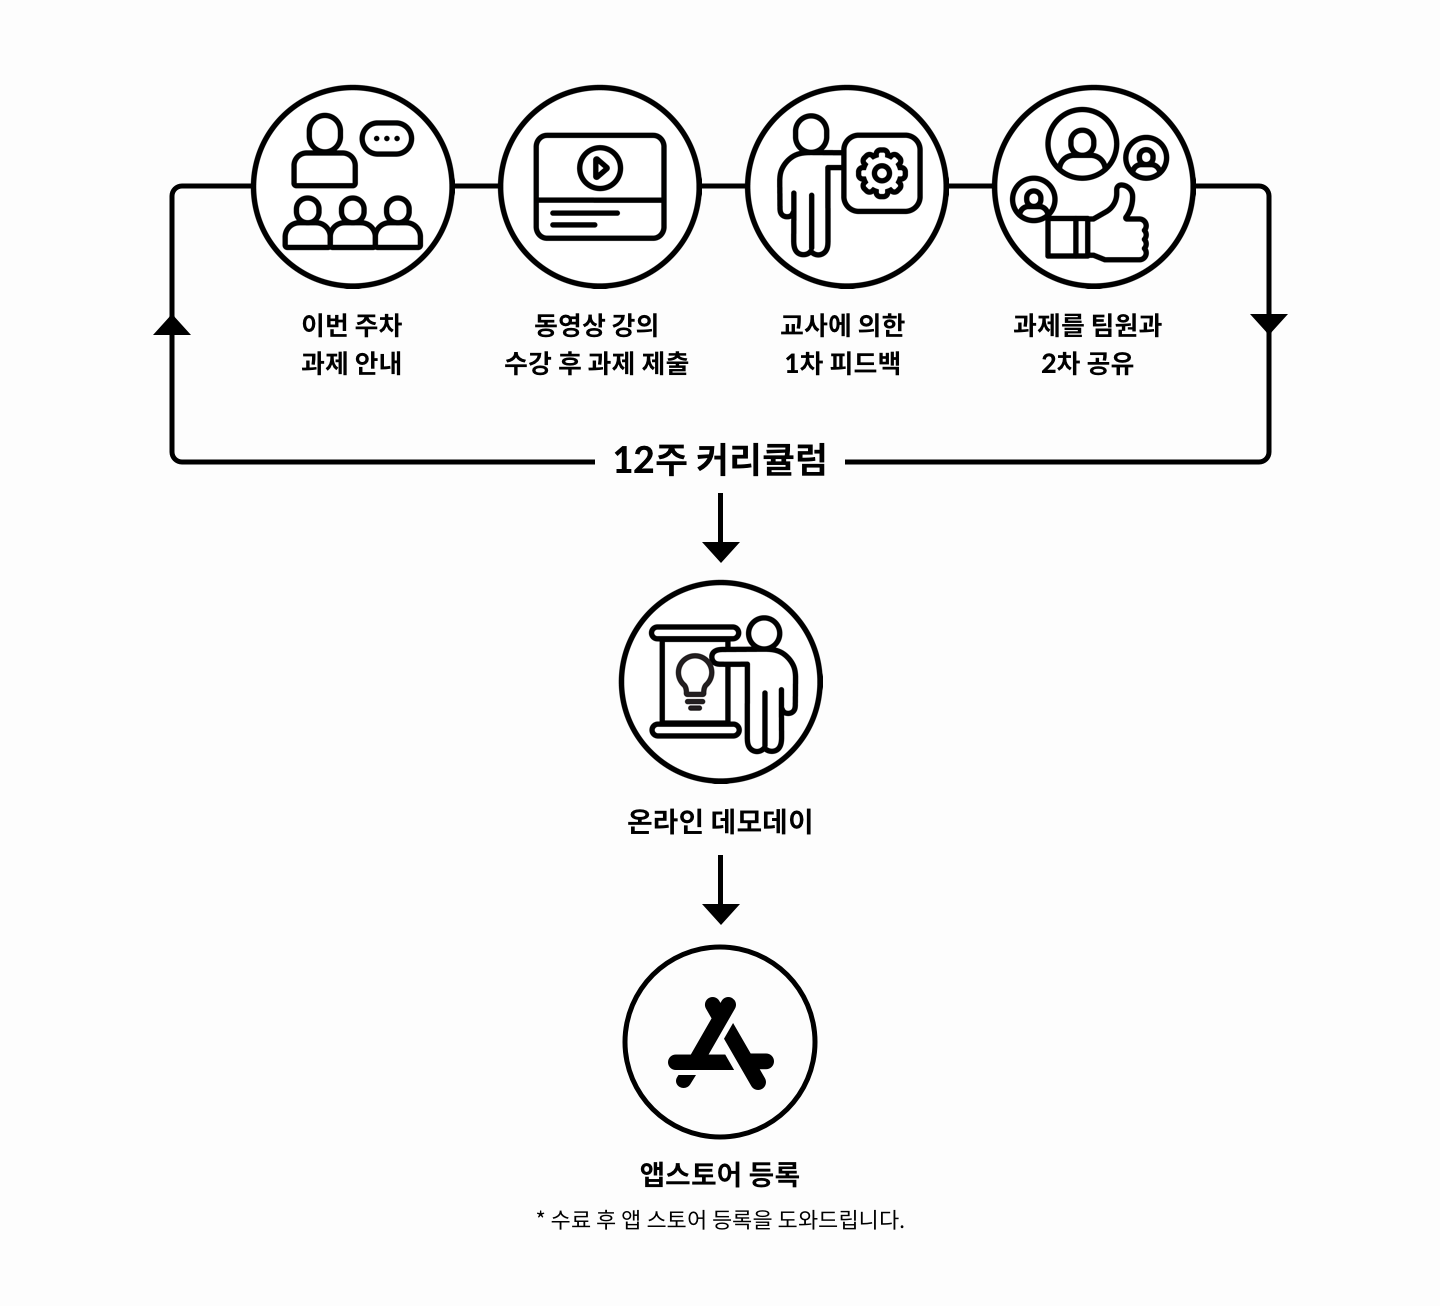 이번 주차
과제 안내
동영상 강의
수강 후 과제 제출
교사에 의한
1차 피드백
과제를 팀원과
2차 공유
12주 커리큘럼
온라인 데모데이
앱스토어 등록
* 수료 후 앱 스토어 등록을 도와드립니다.